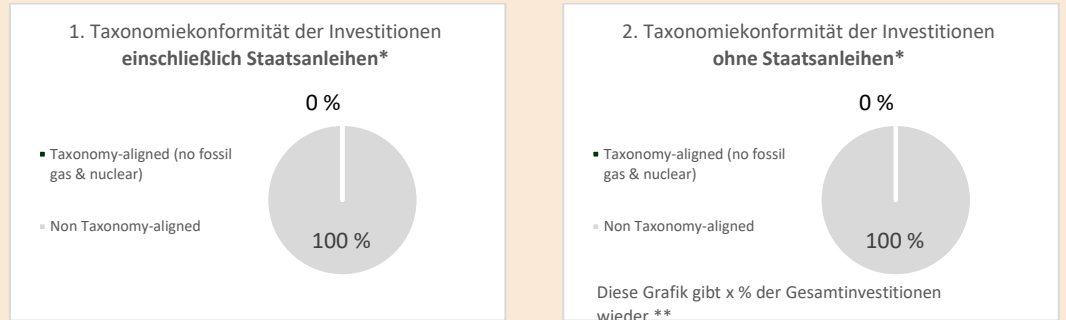 1. Taxonomiekonformität der Investitionen
einschließlich Staatsanleihen*
0 %
Taxonomy-aligned (no fossil
gas & nuclear)
Non Taxonomy-aligned
100 %
2. Taxonomiekonformität der Investitionen
ohne Staatsanleihen*
0 %
Taxonomy-aligned (no fossil
gas & nuclear)
Non Taxonomy-aligned
100 %
Diese Grafik gibt x % der Gesamtinvestitionen
wieder.**